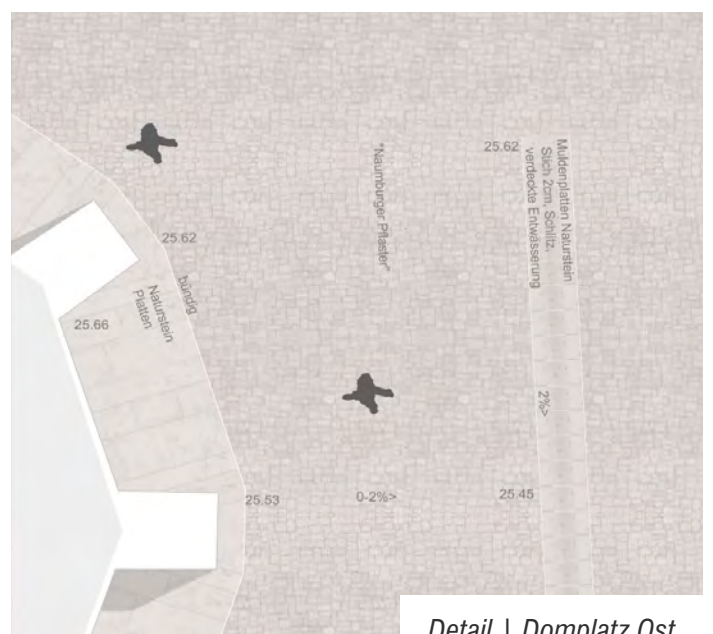 25.62
Muldenplatten Naturstein
Stich 2cm, Schlitz,
verdeckte Entwässerung
"Naumburger Pflaster"
25.62
bündig
Naturstein
Platten
25.66
2%>
25.53
0-2%>
25.45
Detail | Domplatz Ost